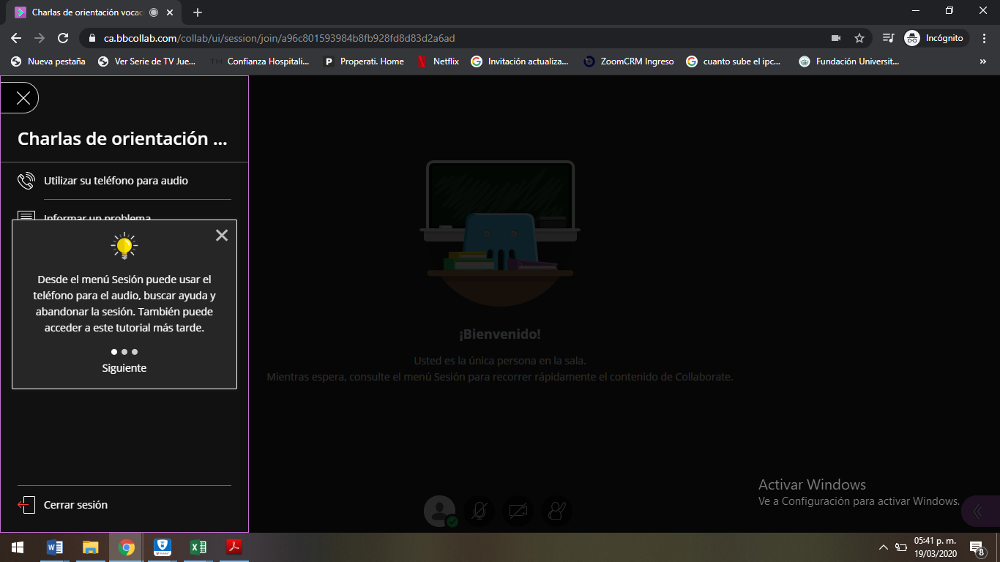 Charlas de orientación voca
ca.bbcollab.com/collab/ui/session/join/a96c801593984b8fb928fd8d83d2a6ad
Incógnito
Nueva pestaña
Ver Serie de TV Jue...
TH Confianza Hospitali...
P Properati. Home
N Netflix
G Invitación actualiza...
ZoomCRM Ingreso
G cuanto sube el ipc...
Fundación Universit...
»
Charlas de orientación ...
Utilizar su teléfono para audio
Informar un problema
Desde el menú Sesión puede usar el
teléfono para el audio, buscar ayuda y
abandonar la sesión. También puede
acceder a este tutorial más tarde.
Siguiente
Cerrar sesión
¡Bienvenido!
Usted es la única persona en la sala.
Mientras espera, consulte el menú Sesión para recorrer rápidamente el contenido de Collaborate.
Activar Windows
Ve a Configuración para activar Windows.
05:41 p. m.
19/03/2020
8